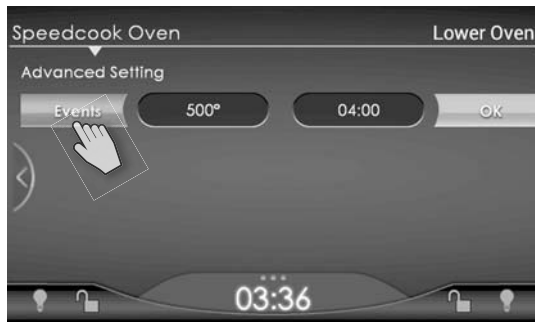 Speedcook Oven Lower Oven
Advanced Setting
Events 500° 04:00 OK
03:36